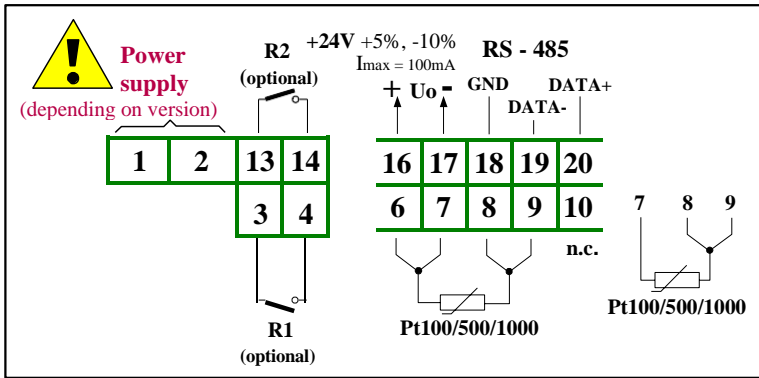 Power
supply
(depending on version)
R2
(optional)
+24V +5%, -10%
Imax = 100mA
+ Uo -
RS - 485
GND
DATA-
DATA+
1 2 13 14
3 4
16 17 18 19 20
6 7 8 9 10
n.c.
R1
(optional)
Pt100/500/1000
7 8 9
Pt100/500/1000